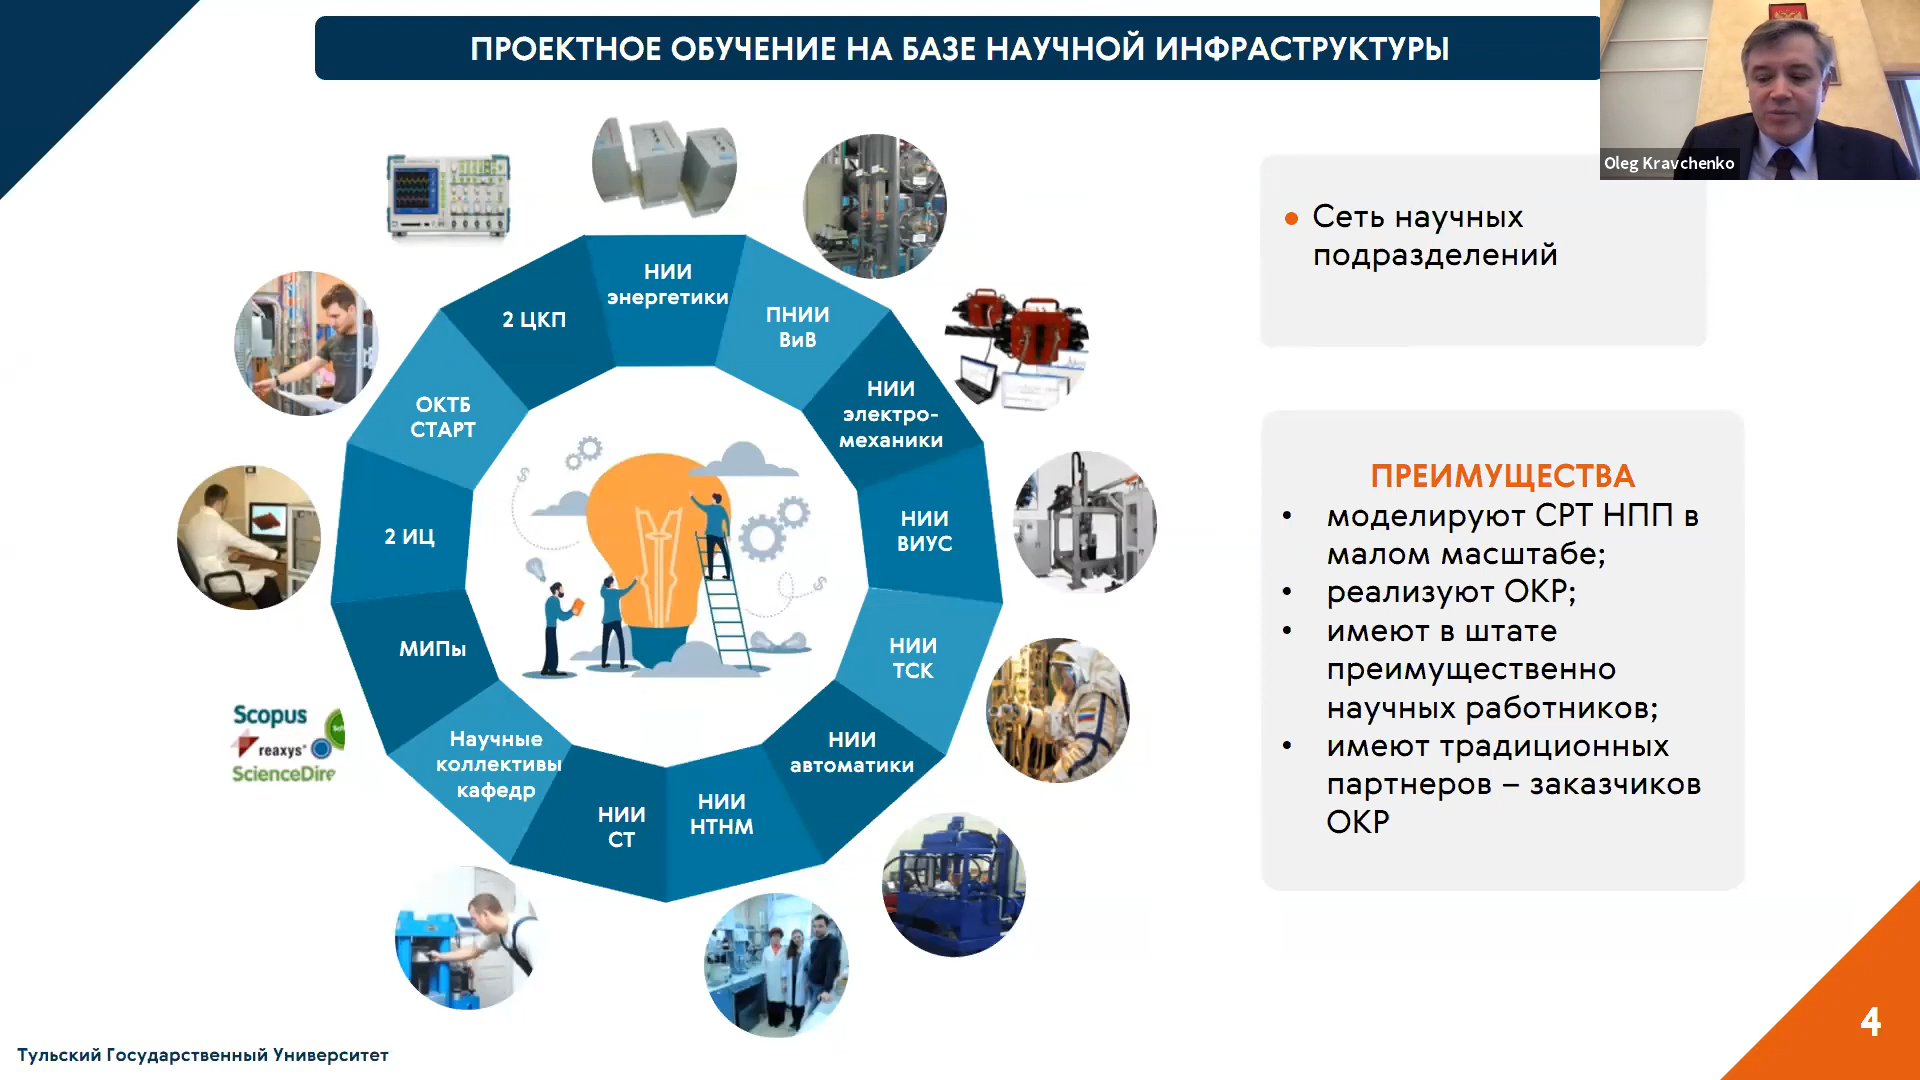 ПРОЕКТНОЕ ОБУЧЕНИЕ НА БАЗЕ НАУЧНОЙ ИНФРАСТРУКТУРЫ
Oleg Kravchenko
НИИ
энергетики
ПНИИ
ВиВ
НИИ
электро-
механики
НИИ
ВИУС
НИИ
ТСК
НИИ
автоматики
НИИ
НТНМ
НИИ
СТ
Научные
коллективы
кафедр
МИПы
2 ИЦ
ОКТБ
СТАРТ
2 ЦКП
Scopus
reaxys
ScienceDire
Сеть научных
подразделений
ПРЕИМУЩЕСТВА
• моделируют СРТ НПП в
малом масштабе;
• реализуют ОКР;
• имеют в штате
преимущественно
научных работников;
• имеют традиционных
партнеров – заказчиков
ОКР
Тульский Государственный Университет
4